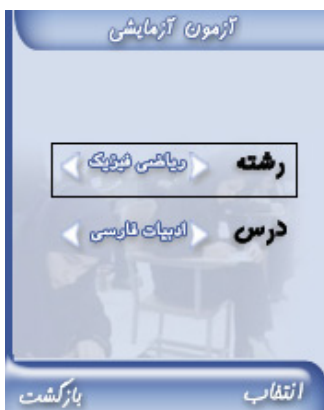 آزمون آزمایشی
رشته ریاضی فیزیک
درس ادبیات فارسی
انتخاب بازگشت